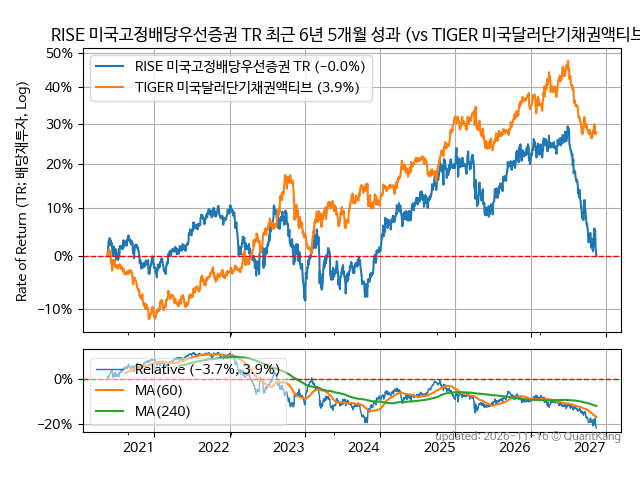 RISE 미국고정배당우선증권 TR 최근 6년 5개월 성과 (vs TIGER 미국달러단기채권액티브
50%
40%
30%
20%
10%
0%
−10%
Rate of Return (TR: 배당재투자, Log)
RISE 미국고정배당우선증권 TR (−0.0%)
TIGER 미국달러단기채권액티브 (3.9%)
0%
−20%
Relative (−3.7%, 3.9%)
MA(60)
MA(240)
updated: 2026-11-16 © QuantKang
2021
2022
2023
2024
2025
2026
2027